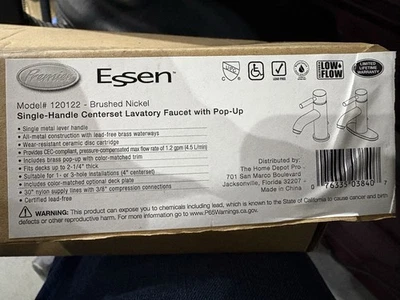 Premier
Essen™
LOW-FLOW
LIMITED LIFETIME WARRANTY
Model# 120122 - Brushed Nickel
Single-Handle Centerset Lavatory Faucet with Pop-Up
• Single metal lever handle
• All-metal construction with lead-free brass waterways
• Wear-resistant ceramic disc cartridge
• Provides CEC-compliant, pressure-compensated max flow rate of 1.2 gpm (4.5 L/min)
• Includes brass pop-up with color-matched trim
• Fits decks up to 2-1/4" thick
• Suitable for 1- or 3-hole installations (4" centerset)
• Includes color-matched optional deck plate
• 30" nylon supply lines with 3/8" compression connections
• Certified lead-free
Distributed by:
The Home Depot Pro -
701 San Marco Boulevard
Jacksonville, Florida 32207 -
Made in China
0 76335 03840 7
WARNING: This product can expose you to chemicals including lead, which is known to the State of California to cause cancer and birth
defects or other reproductive harm. For more information go to www.P65Warnings.ca.gov.